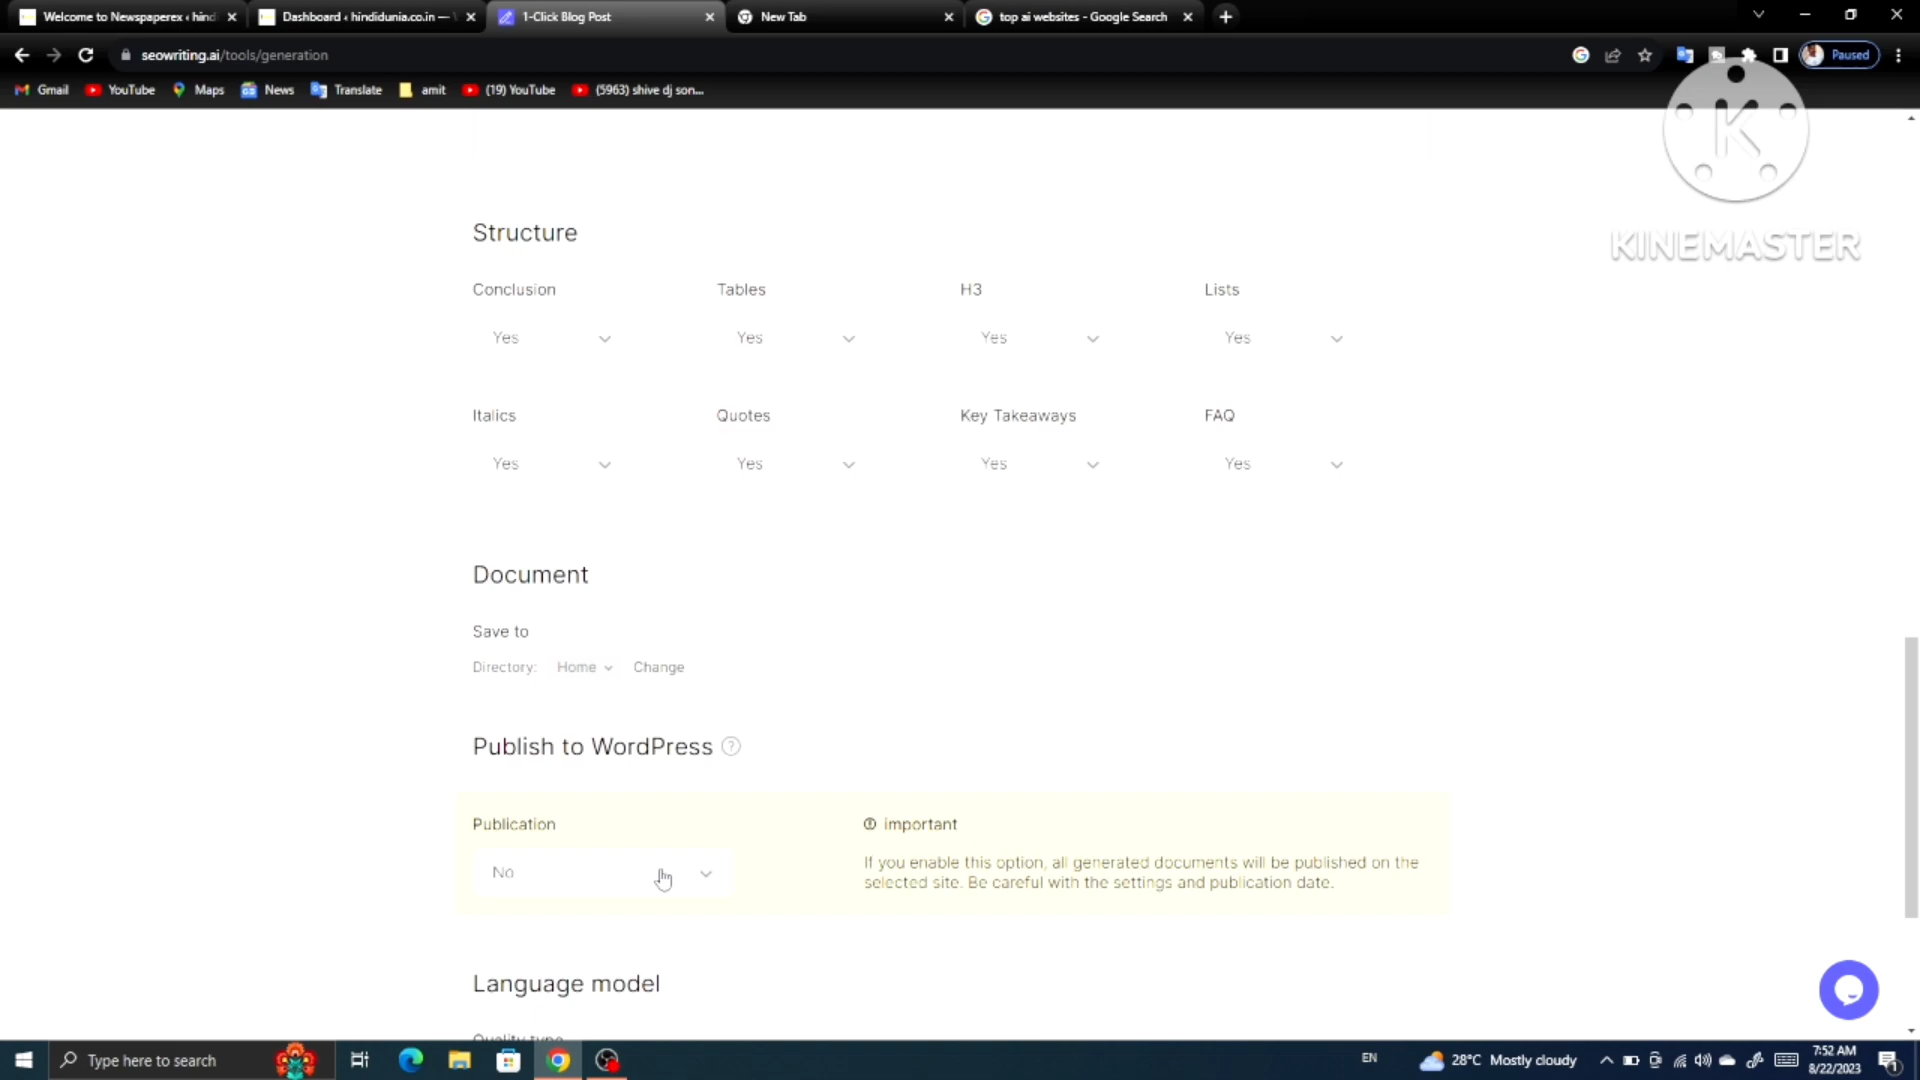 Welcome to Newspaperex ‹ hind
Dashboard ‹ hindidunia.co.in —
1-Click Blog Post
New Tab
top ai websites - Google Search
seowriting.ai/tools/generation
Paused
Gmail
YouTube
Maps
News
Translate
amit
(19) YouTube
(5963) shive dj son...
K
KINEMASTER
Structure
Conclusion
Tables
H3
Lists
Yes
Yes
Yes
Yes
Italics
Quotes
Key Takeaways
FAQ
Yes
Yes
Yes
Yes
Document
Save to
Directory: Home Change
Publish to WordPress ?
Publication
important
No
If you enable this option, all generated documents will be published on the
selected site. Be careful with the settings and publication date.
Language model
Quality type
Type here to search
EN
28°C Mostly cloudy
7:52 AM
8/22/2023
1